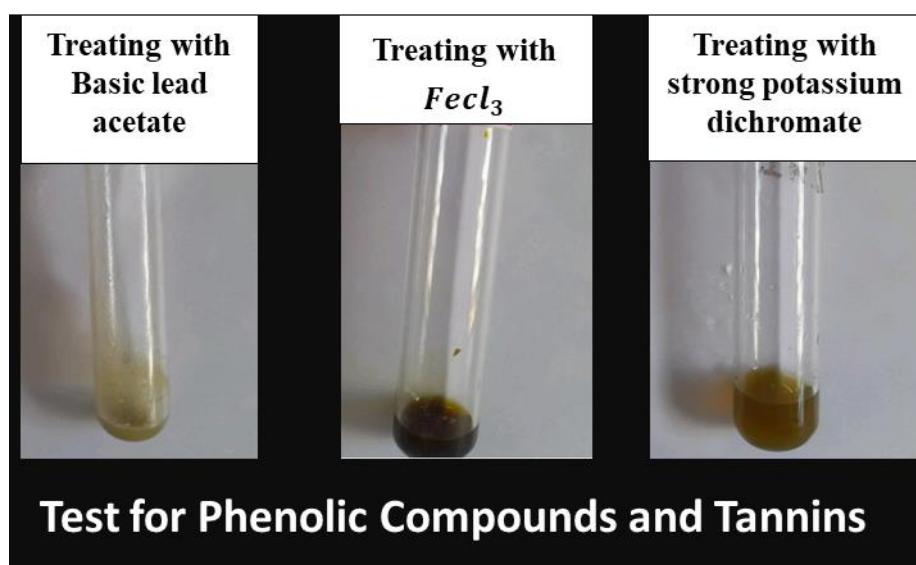 Treating with
Basic lead
acetate
Treating with
Fecl₃
Treating with
strong potassium
dichromate
Test for Phenolic Compounds and Tannins